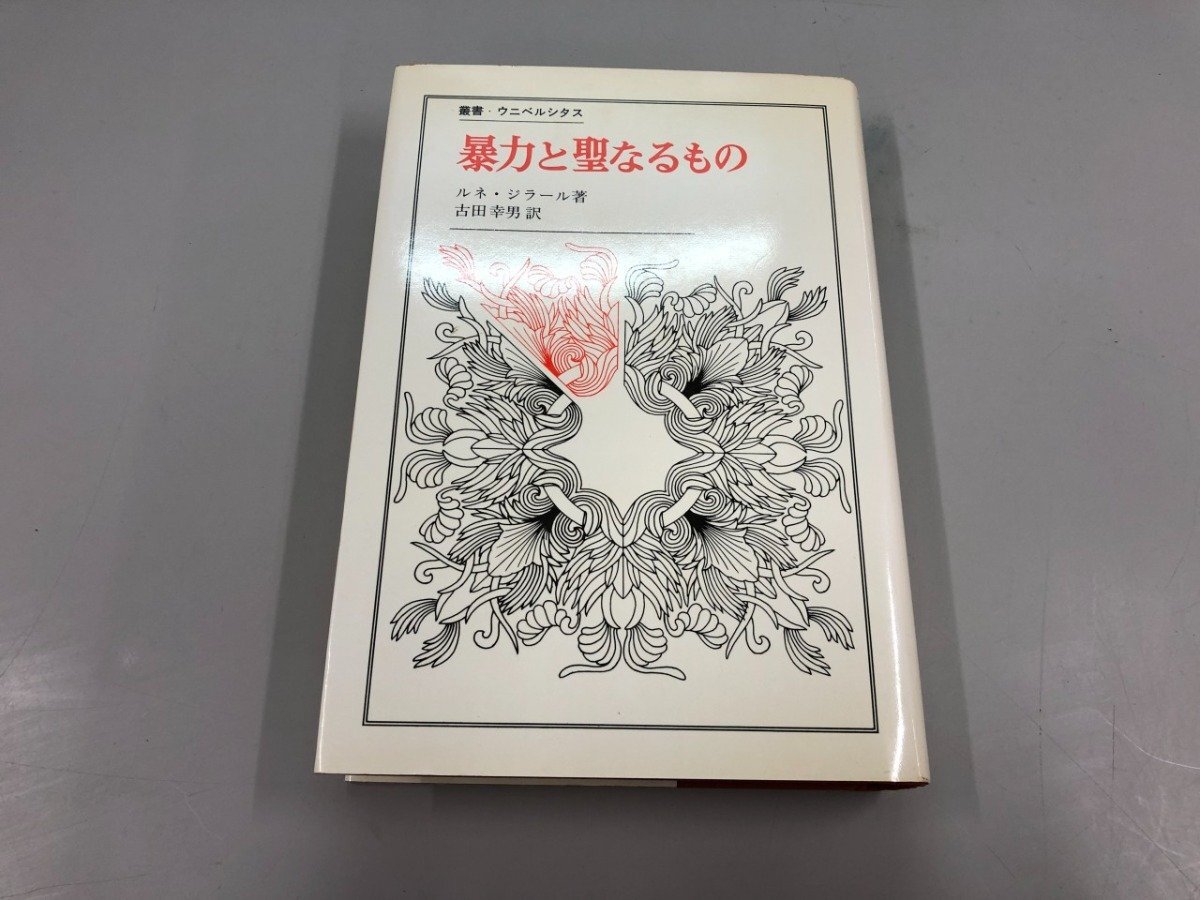 叢書・ウニベルシタス
暴力と聖なるもの
ルネ・ジラール著
古田幸男訳